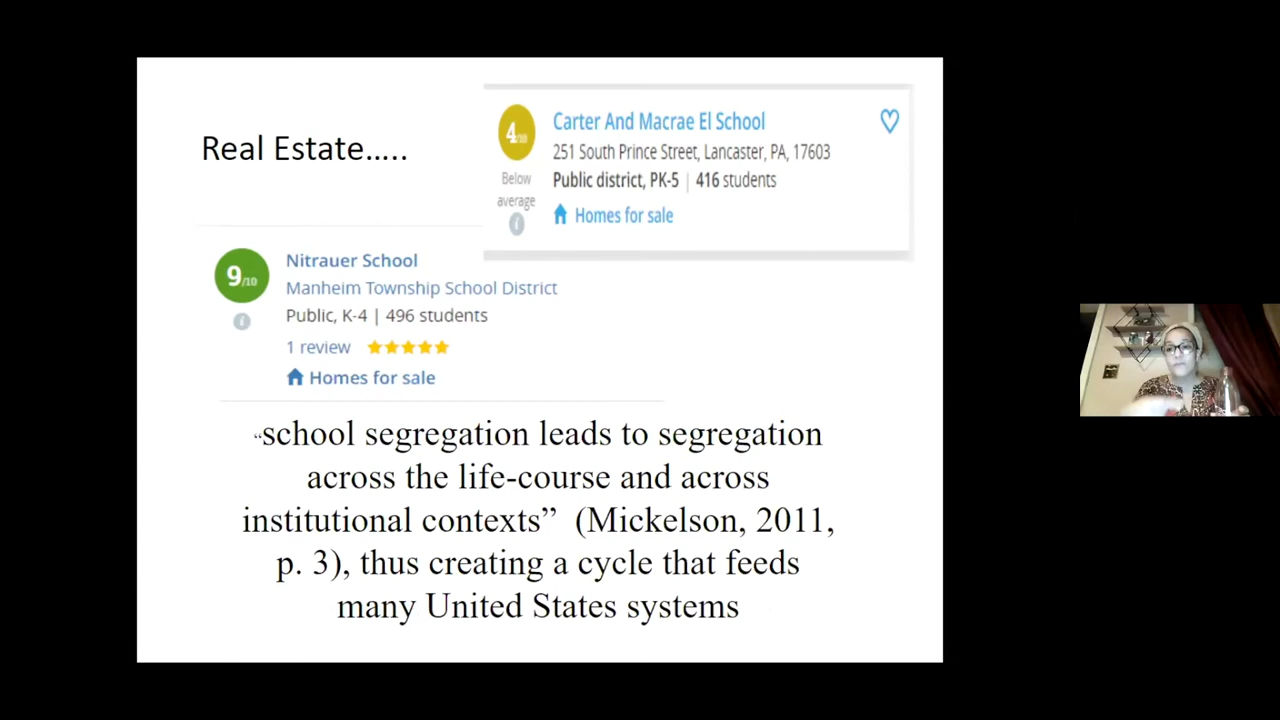 Real Estate.....
4/10
Below
average
i
Carter And Macrae El School
251 South Prince Street, Lancaster, PA, 17603
Public district, PK-5 | 416 students
Homes for sale
9/10
i
Nitrauer School
Manheim Township School District
Public, K-4 | 496 students
1 review
Homes for sale
“school segregation leads to segregation
across the life-course and across
institutional contexts” (Mickelson, 2011,
p. 3), thus creating a cycle that feeds
many United States systems